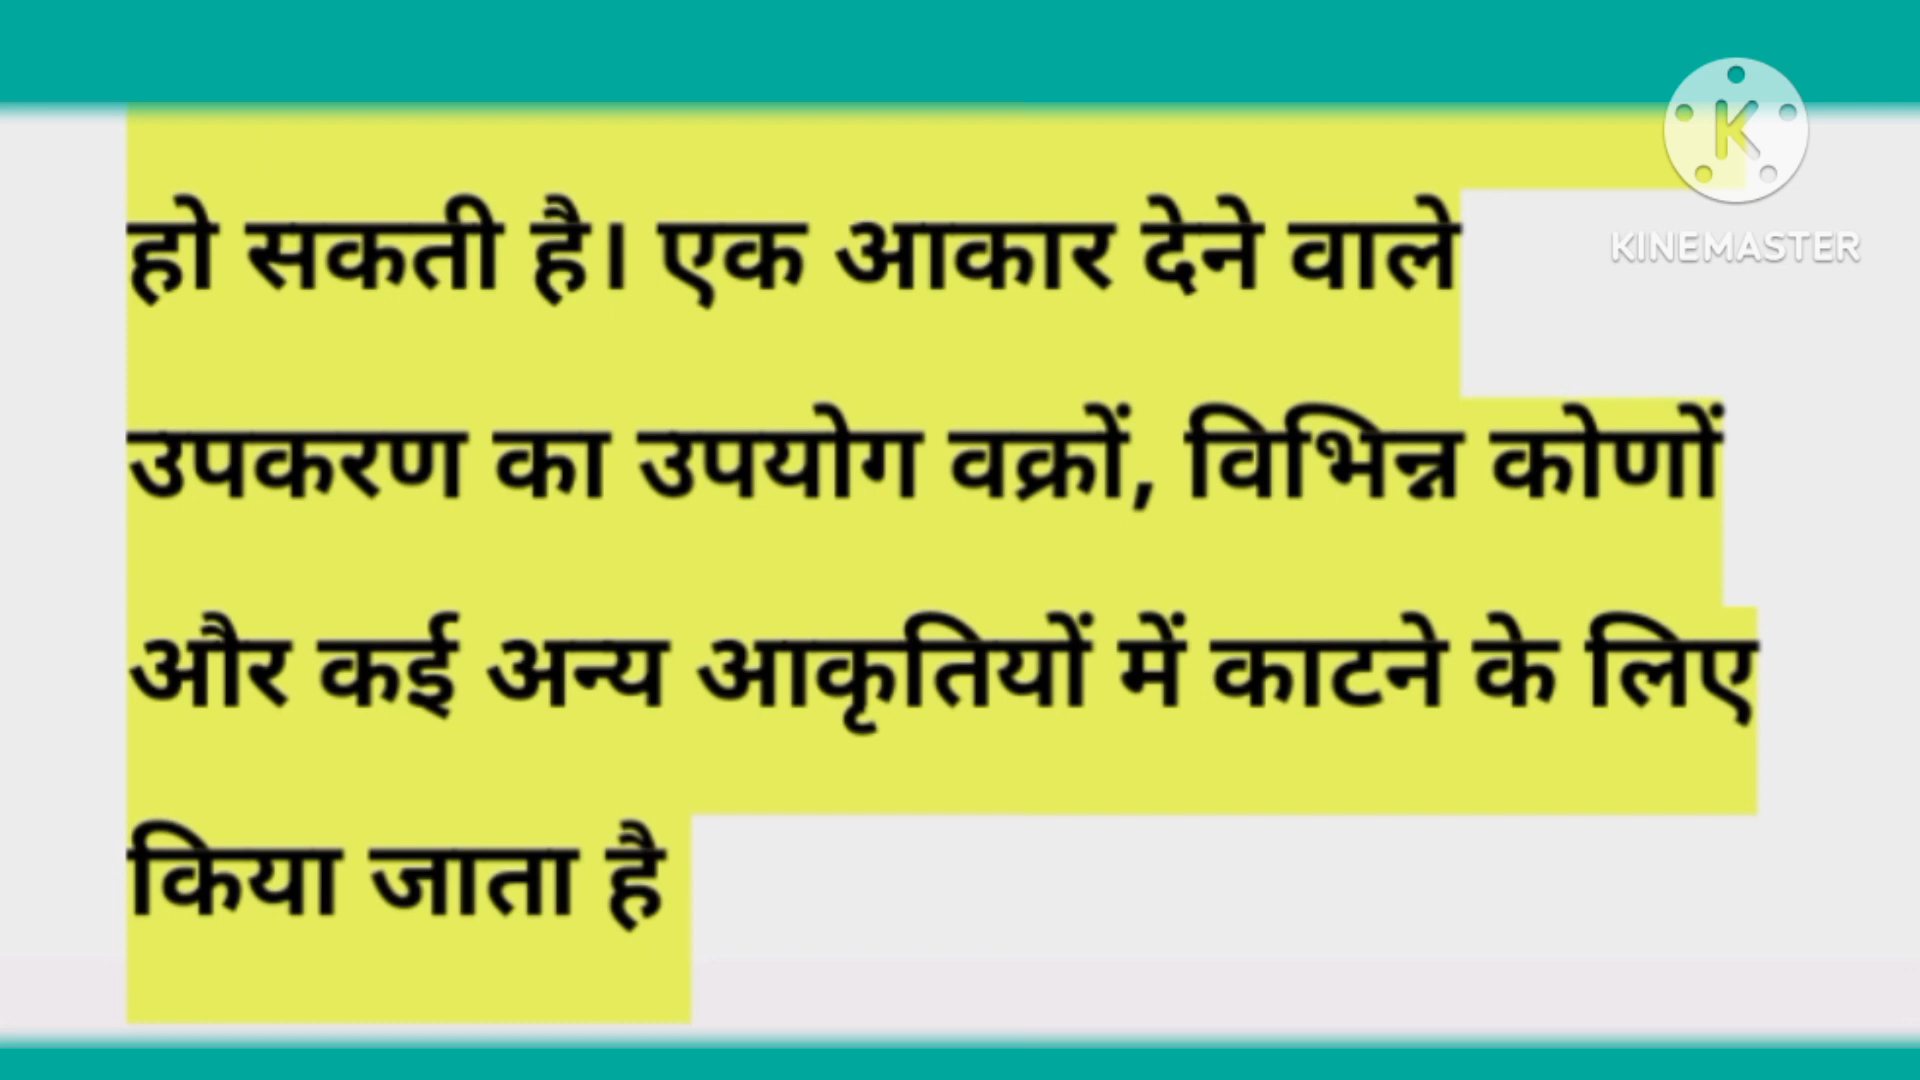 हो सकती है। एक आकार देने वाले
उपकरण का उपयोग वक्रों, विभिन्न कोणों
और कई अन्य आकृतियों में काटने के लिए
किया जाता है
K
KINEMASTER